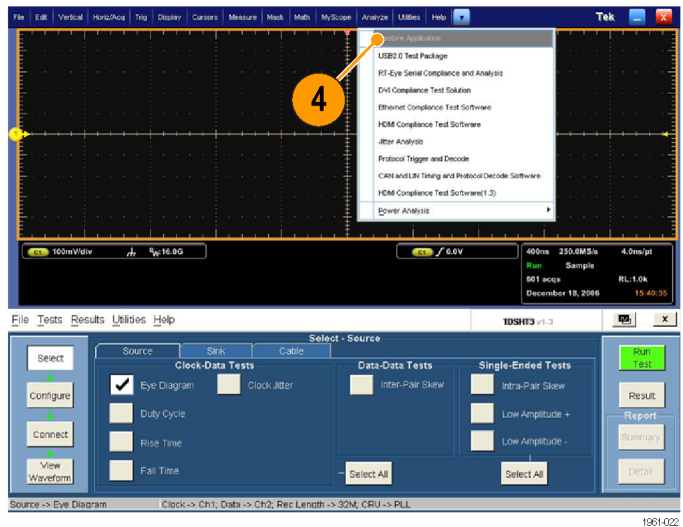 File Edit Vertical Horiz/Acq Trig Display Cursors Measure Mask Math MyScope Analyze Utilities Help Tek
Restore Application
USB2.0 Test Package
RT-Eye Serial Compliance and Analysis
DVI Compliance Test Solution
Ethernet Compliance Test Software
HDMI Compliance Test Software
Jitter Analysis
Protocol Trigger and Decode
CAN and LIN Timing and Protocol Decode Software
HDMI Compliance Test Software(1.3)
Power Analysis
4
1
C1 100mV/div BW:16.0G
C1 0.0V
400ns 250.0MS/s 4.0ns/pt
Run Sample
501 acqs RL:1.0k
December 18, 2006 15:40:35
File Tests Results Utilities Help TDSHT3 v1-3 x
Select - Source
Select
Configure
Connect
View
Waveform
Source Sink Cable
Clock-Data Tests
Eye Diagram Clock Jitter
Duty Cycle
Rise Time
Fall Time
Data-Data Tests
Inter-Pair Skew
Select All
Single-Ended Tests
Intra-Pair Skew
Low Amplitude +
Low Amplitude -
Select All
Run
Test
Result
Report
Summary
Detail
Source -> Eye Diagram Clock -> Ch1; Data -> Ch2; Rec Length -> 32M; CRU -> PLL
1961-022